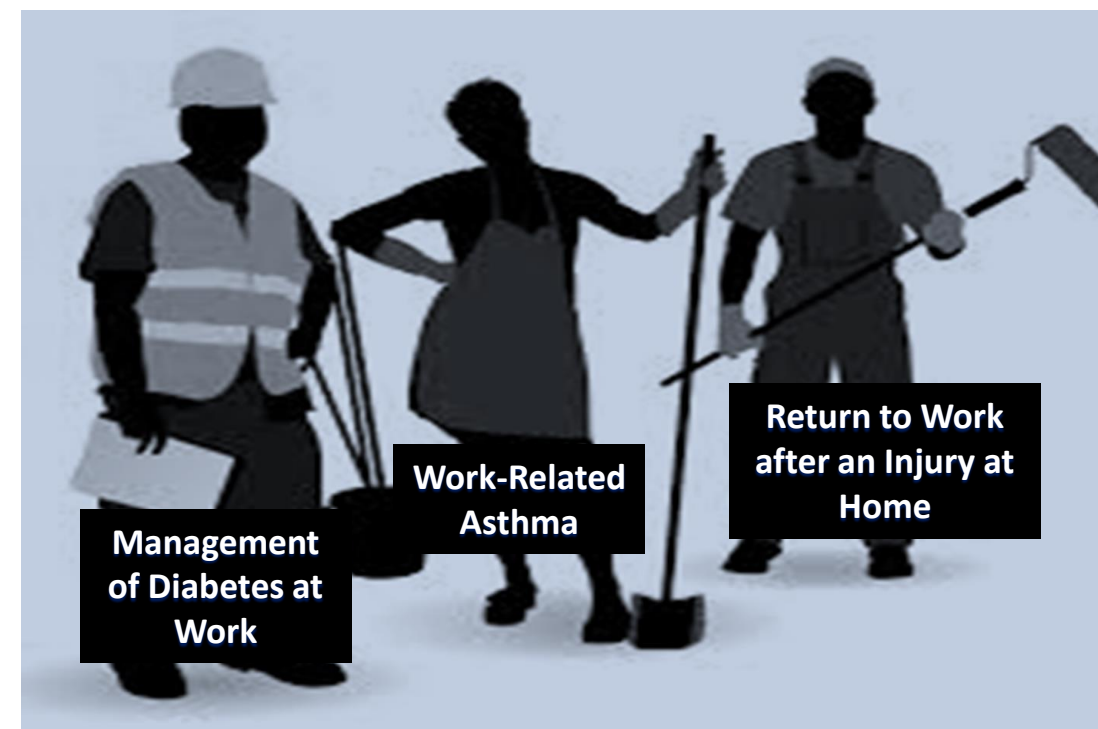 Management
of Diabetes at
Work
Work-Related
Asthma
Return to Work
after an Injury at
Home